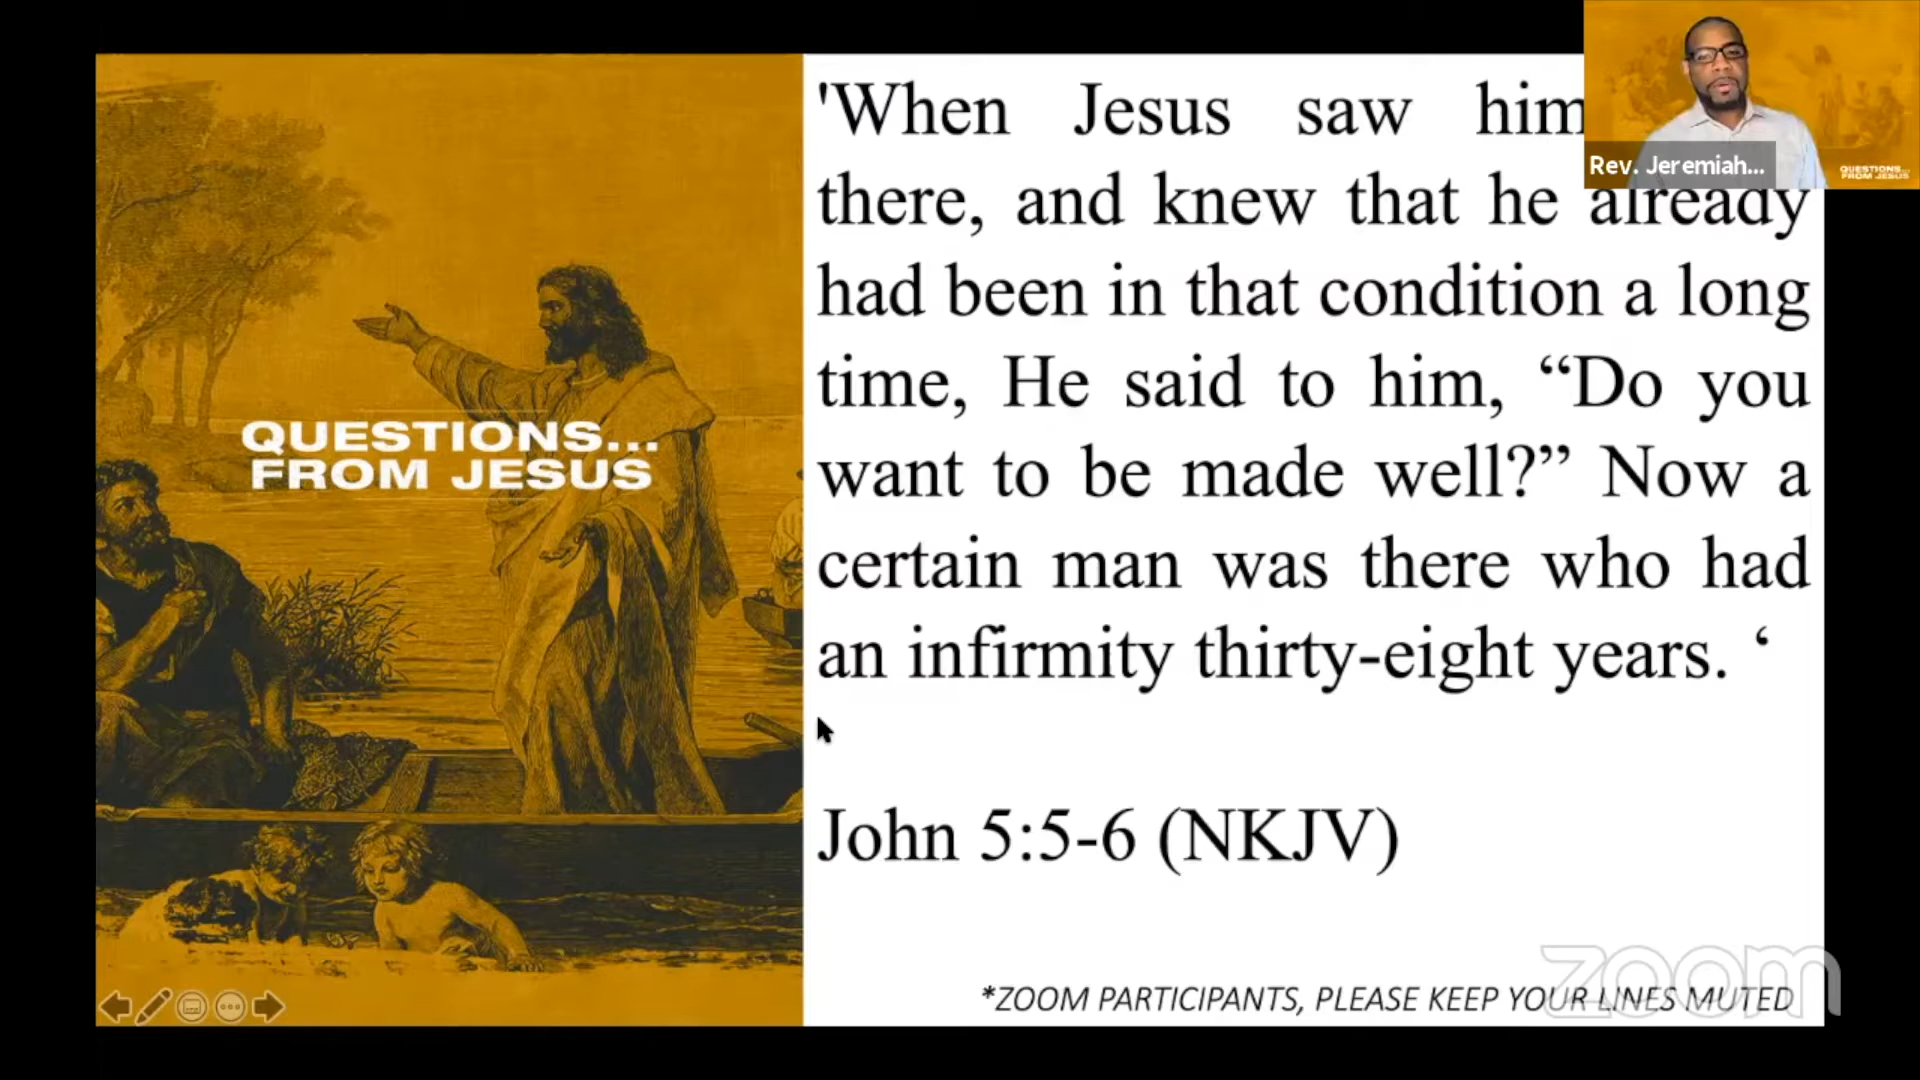 'When Jesus saw him
there, and knew that he already
had been in that condition a long
time, He said to him, “Do you
want to be made well?” Now a
certain man was there who had
an infirmity thirty-eight years. ‘
John 5:5-6 (NKJV)
*ZOOM PARTICIPANTS, PLEASE KEEP YOUR LINES MUTED
zoom
QUESTIONS...
FROM JESUS
Rev. Jeremiah...
QUESTIONS...
FROM JESUS